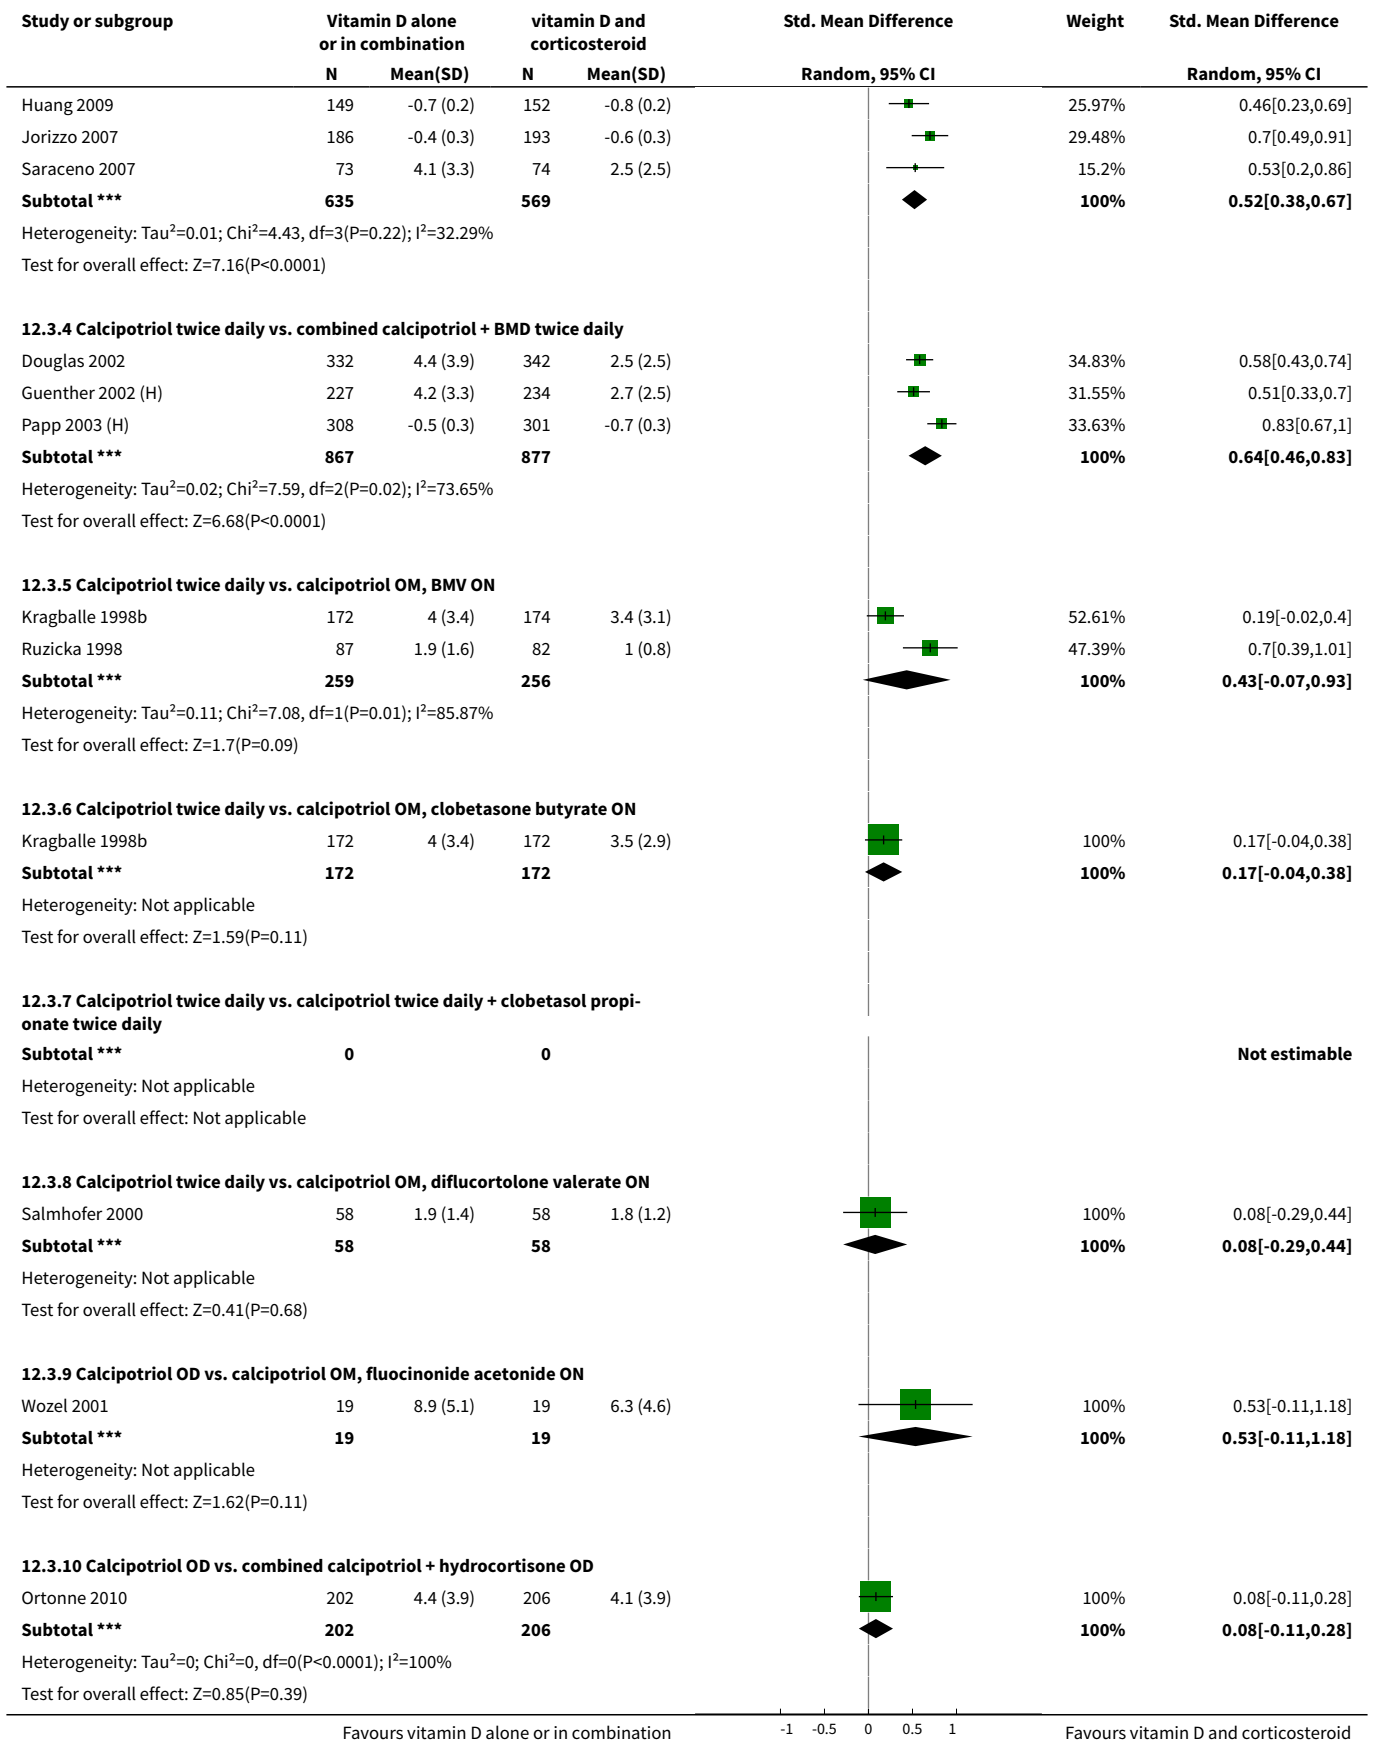 Study or subgroup Vitamin D alone vitamin D and Std. Mean Difference Weight Std. Mean Difference
or in combination corticosteroid
N Mean(SD) N Mean(SD) Random, 95% CI Random, 95% CI
Huang 2009 149 -0.7 (0.2) 152 -0.8 (0.2) 25.97% 0.46[0.23,0.69]
Jorizzo 2007 186 -0.4 (0.3) 193 -0.6 (0.3) 29.48% 0.7[0.49,0.91]
Saraceno 2007 73 4.1 (3.3) 74 2.5 (2.5) 15.2% 0.53[0.2,0.86]
Subtotal *** 635 569 100% 0.52[0.38,0.67]
Heterogeneity: Tau²=0.01; Chi²=4.43, df=3(P=0.22); I²=32.29%
Test for overall effect: Z=7.16(P<0.0001)
12.3.4 Calcipotriol twice daily vs. combined calcipotriol + BMD twice daily
Douglas 2002 332 4.4 (3.9) 342 2.5 (2.5) 34.83% 0.58[0.43,0.74]
Guenther 2002 (H) 227 4.2 (3.3) 234 2.7 (2.5) 31.55% 0.51[0.33,0.7]
Papp 2003 (H) 308 -0.5 (0.3) 301 -0.7 (0.3) 33.63% 0.83[0.67,1]
Subtotal *** 867 877 100% 0.64[0.46,0.83]
Heterogeneity: Tau²=0.02; Chi²=7.59, df=2(P=0.02); I²=73.65%
Test for overall effect: Z=6.68(P<0.0001)
12.3.5 Calcipotriol twice daily vs. calcipotriol OM, BMV ON
Kragballe 1998b 172 4 (3.4) 174 3.4 (3.1) 52.61% 0.19[-0.02,0.4]
Ruzicka 1998 87 1.9 (1.6) 82 1 (0.8) 47.39% 0.7[0.39,1.01]
Subtotal *** 259 256 100% 0.43[-0.07,0.93]
Heterogeneity: Tau²=0.11; Chi²=7.08, df=1(P=0.01); I²=85.87%
Test for overall effect: Z=1.7(P=0.09)
12.3.6 Calcipotriol twice daily vs. calcipotriol OM, clobetasone butyrate ON
Kragballe 1998b 172 4 (3.4) 172 3.5 (2.9) 100% 0.17[-0.04,0.38]
Subtotal *** 172 172 100% 0.17[-0.04,0.38]
Heterogeneity: Not applicable
Test for overall effect: Z=1.59(P=0.11)
12.3.7 Calcipotriol twice daily vs. calcipotriol twice daily + clobetasol propi-
onate twice daily
Subtotal *** 0 0 Not estimable
Heterogeneity: Not applicable
Test for overall effect: Not applicable
12.3.8 Calcipotriol twice daily vs. calcipotriol OM, diflucortolone valerate ON
Salmhofer 2000 58 1.9 (1.4) 58 1.8 (1.2) 100% 0.08[-0.29,0.44]
Subtotal *** 58 58 100% 0.08[-0.29,0.44]
Heterogeneity: Not applicable
Test for overall effect: Z=0.41(P=0.68)
12.3.9 Calcipotriol OD vs. calcipotriol OM, fluocinonide acetonide ON
Wozel 2001 19 8.9 (5.1) 19 6.3 (4.6) 100% 0.53[-0.11,1.18]
Subtotal *** 19 19 100% 0.53[-0.11,1.18]
Heterogeneity: Not applicable
Test for overall effect: Z=1.62(P=0.11)
12.3.10 Calcipotriol OD vs. combined calcipotriol + hydrocortisone OD
Ortonne 2010 202 4.4 (3.9) 206 4.1 (3.9) 100% 0.08[-0.11,0.28]
Subtotal *** 202 206 100% 0.08[-0.11,0.28]
Heterogeneity: Tau²=0; Chi²=0, df=0(P<0.0001); I²=100%
Test for overall effect: Z=0.85(P=0.39)
Favours vitamin D alone or in combination -1 -0.5 0 0.5 1 Favours vitamin D and corticosteroid